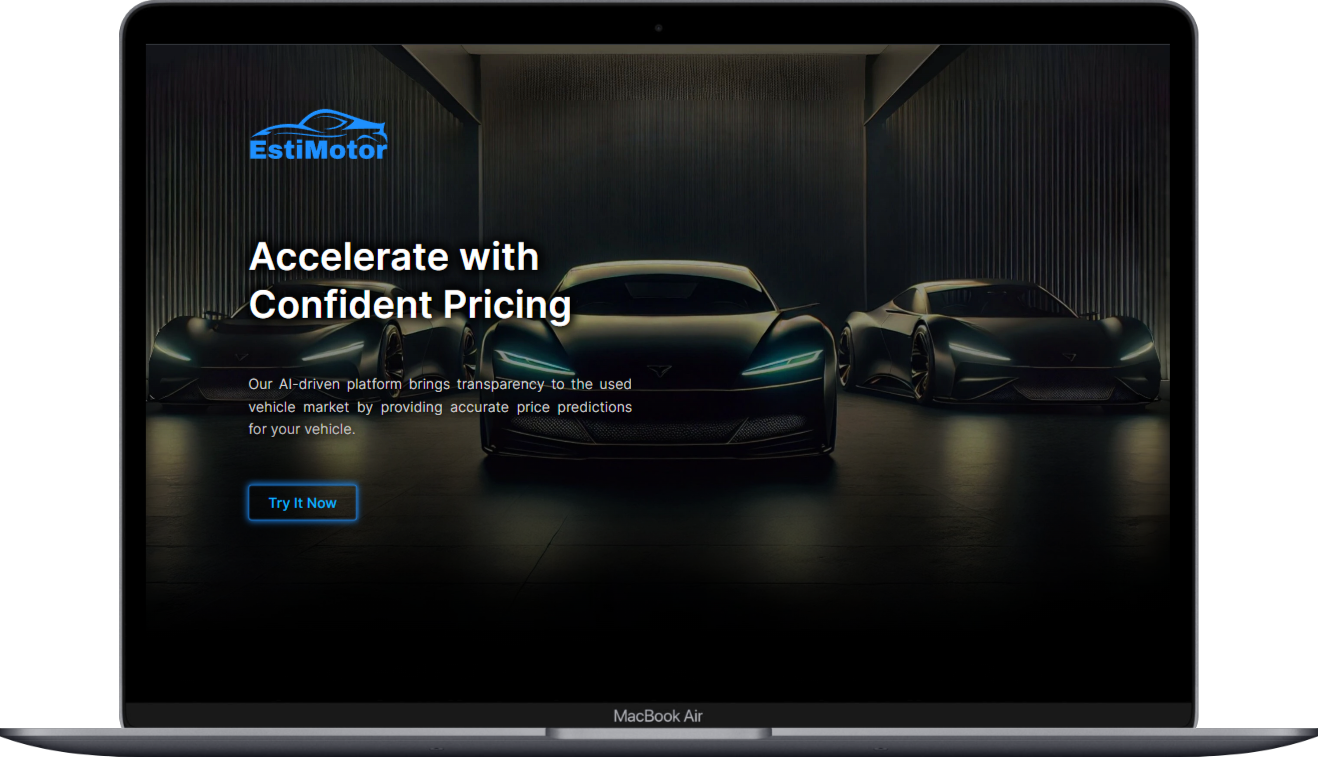 EstiMotor
Accelerate with
Confident Pricing
Our AI-driven platform brings transparency to the used
vehicle market by providing accurate price predictions
for your vehicle.
Try It Now
MacBook Air